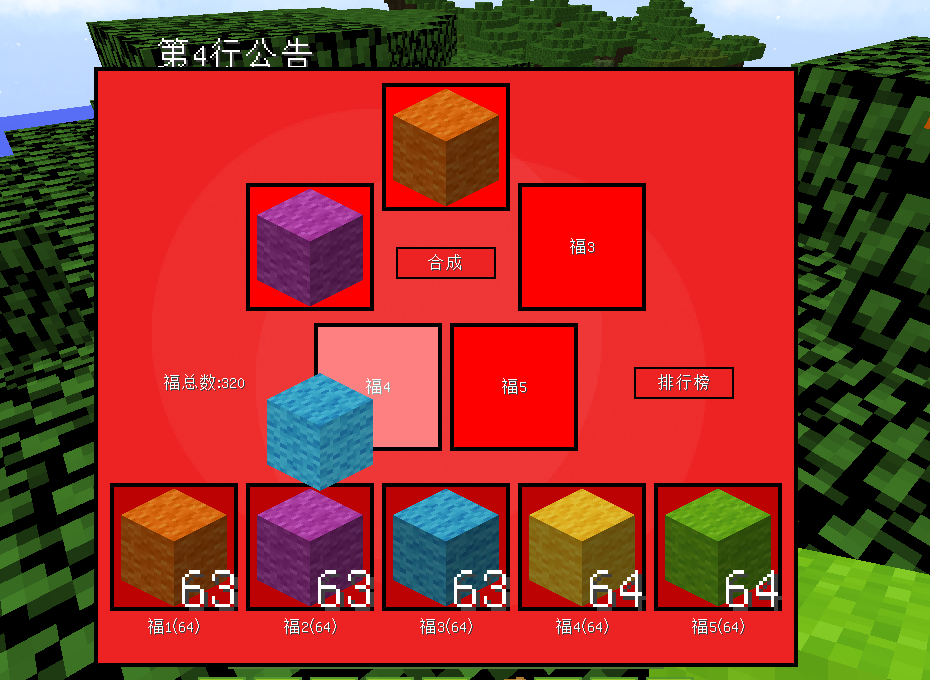 第4行公告
福3
合成
福总数:320
福4
福5
排行榜
63
63
63
64
64
福1(64)
福2(64)
福3(64)
福4(64)
福5(64)